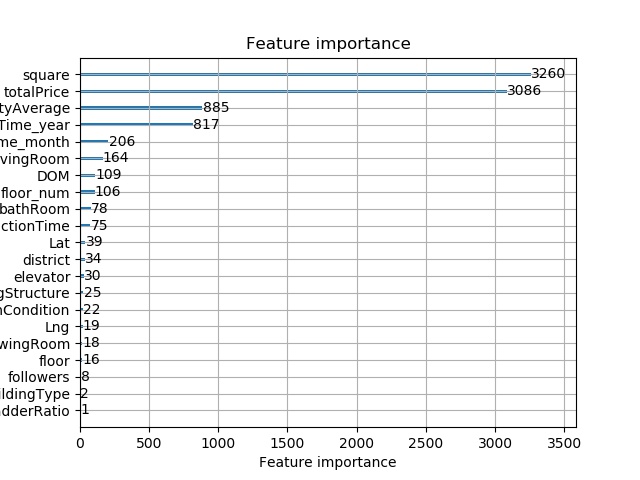 Feature importance
square 3260
totalPrice 3086
tyAverage 885
Time_year 817
me_month 206
vingRoom 164
DOM 109
floor_num 106
bathRoom 78
ctionTime 75
Lat 39
district 34
elevator 30
gStructure 25
nCondition 22
Lng 19
wingRoom 18
floor 16
followers 8
ildingType 2
adderRatio 1
0 500 1000 1500 2000 2500 3000 3500
Feature importance